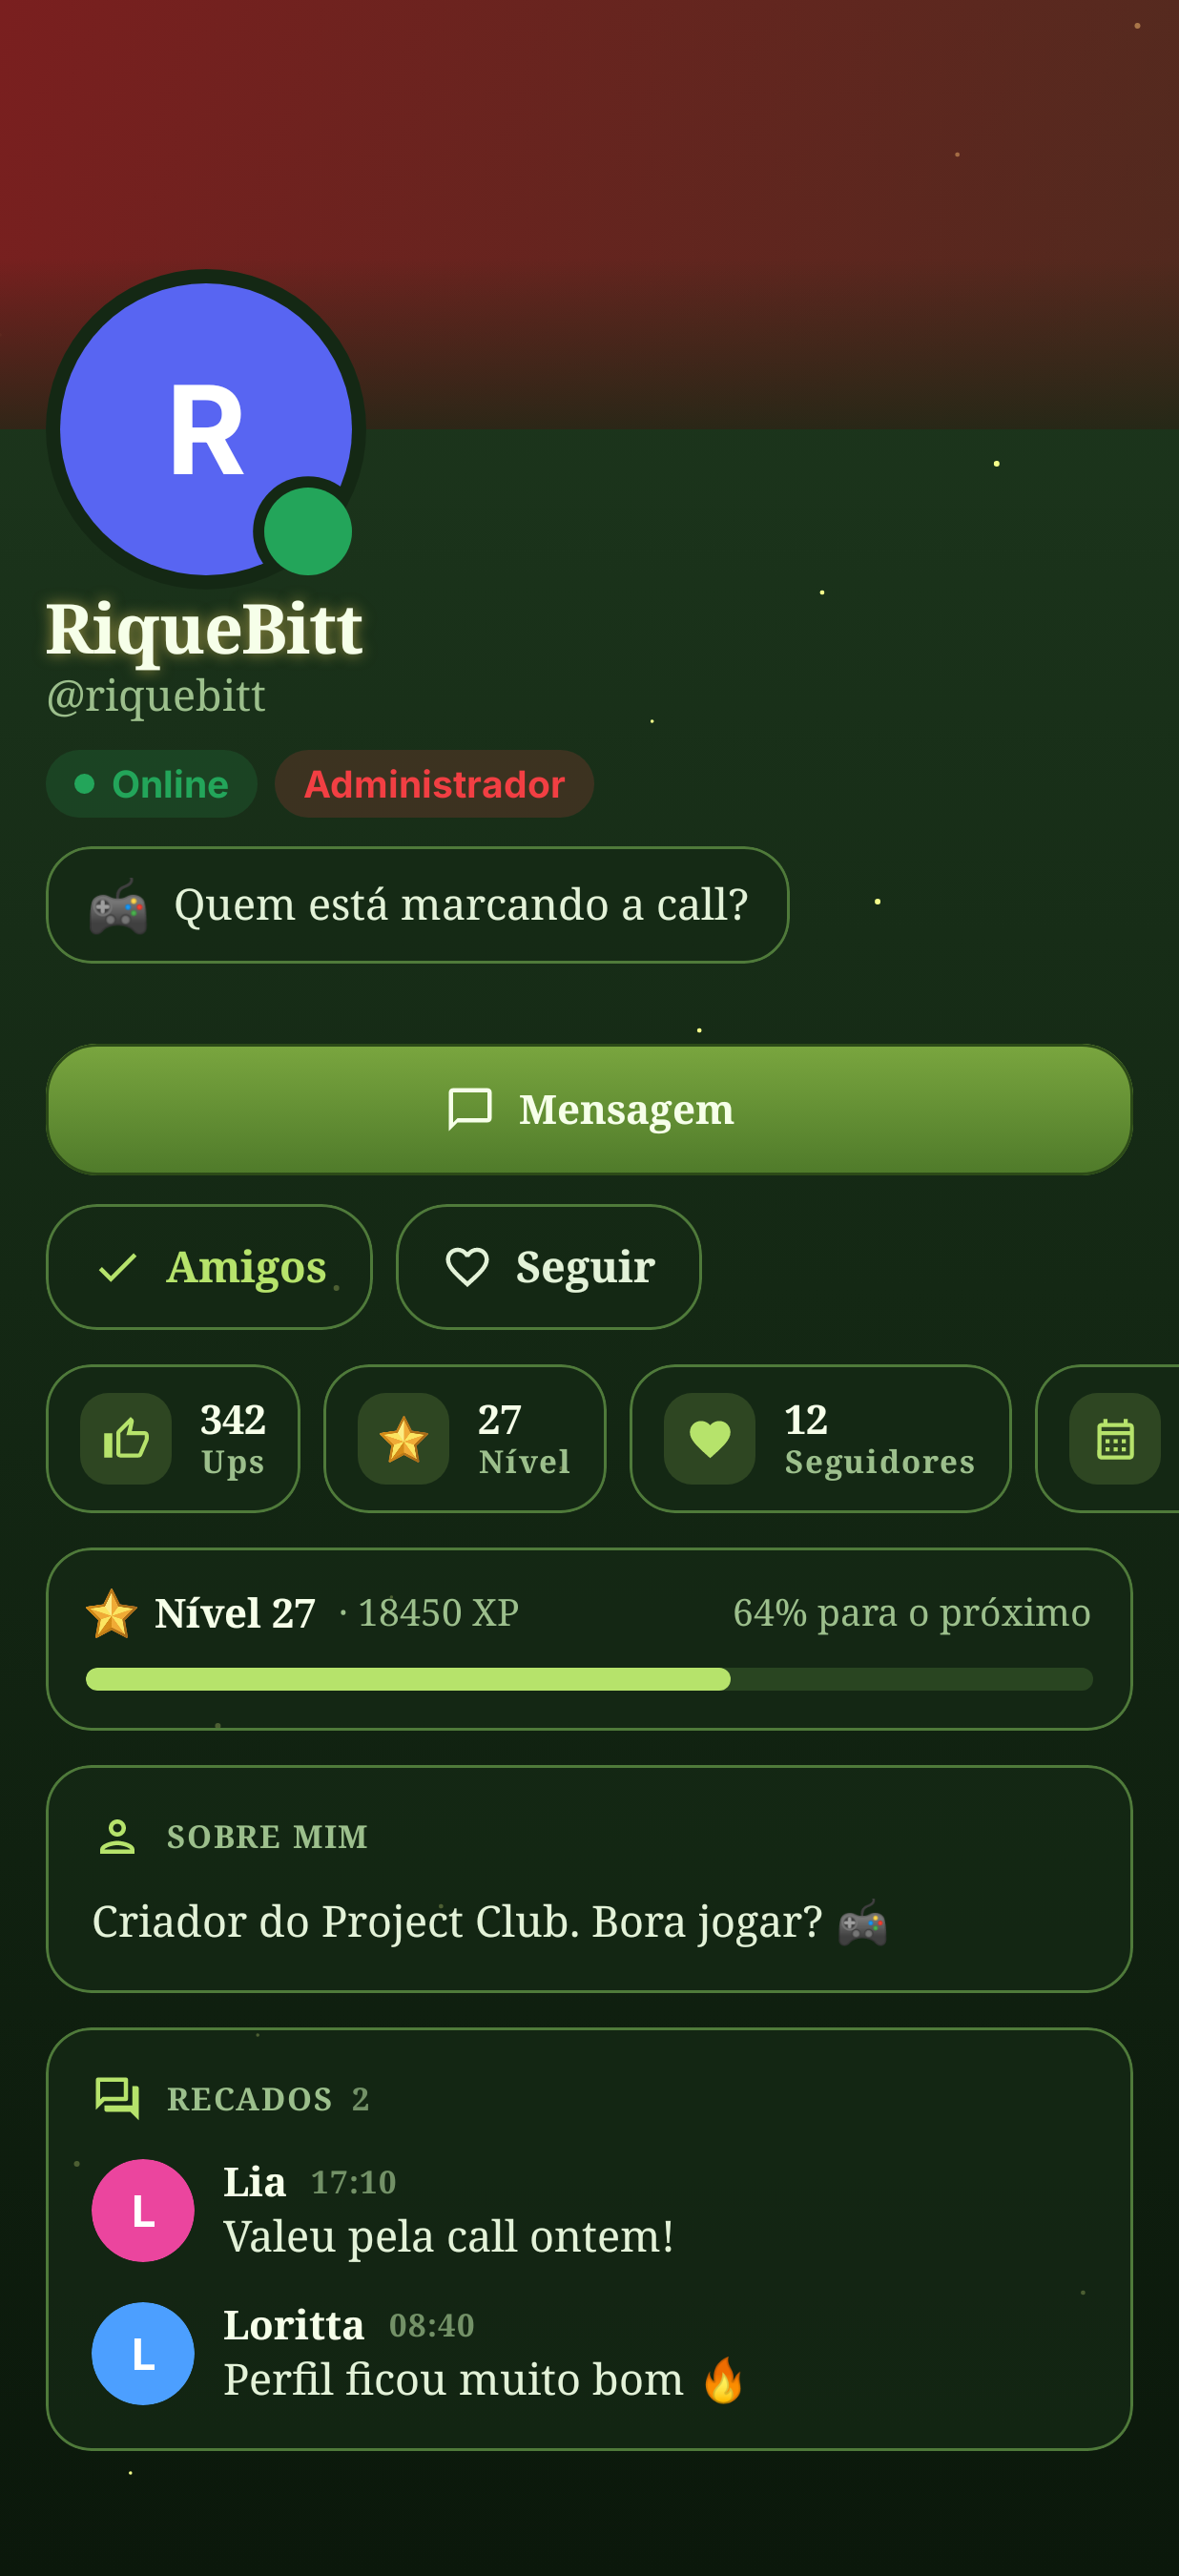 R
RiqueBitt
@riquebitt
Online
Administrador
🎮 Quem está marcando a call?
Mensagem
Amigos
Seguir
342
Ups
27
Nível
12
Seguidores
Nível 27 · 18450 XP
64% para o próximo
SOBRE MIM
Criador do Project Club. Bora jogar? 🎮
RECADOS 2
L
Lia 17:10
Valeu pela call ontem!
L
Loritta 08:40
Perfil ficou muito bom 🔥